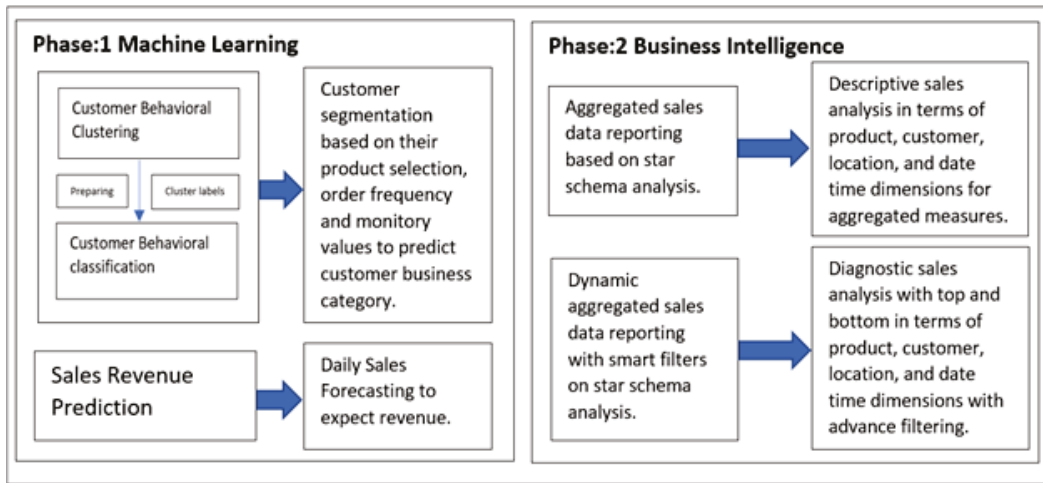 Phase:1 Machine Learning
Customer Behavioral
Clustering
Preparing
Cluster labels
Customer Behavioral
classification
Customer
segmentation
based on their
product selection,
order frequency
and monitory
values to predict
customer business
category.
Sales Revenue
Prediction
Daily Sales
Forecasting to
expect revenue.
Phase:2 Business Intelligence
Aggregated sales
data reporting
based on star
schema analysis.
Descriptive sales
analysis in terms of
product, customer,
location, and date
time dimensions for
aggregated measures.
Dynamic
aggregated sales
data reporting
with smart filters
on star schema
analysis.
Diagnostic sales
analysis with top and
bottom in terms of
product, customer,
location, and date
time dimensions with
advance filtering.